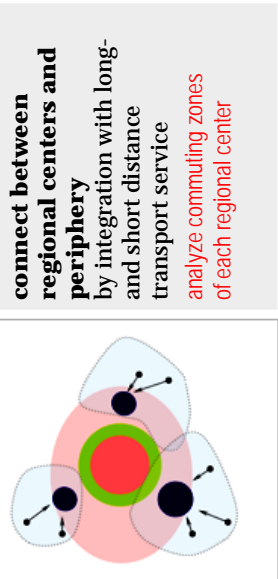 connect between
regional centers and
periphery
by integration with long-
and short distance
transport service
analyze commuting zones
of each regional center